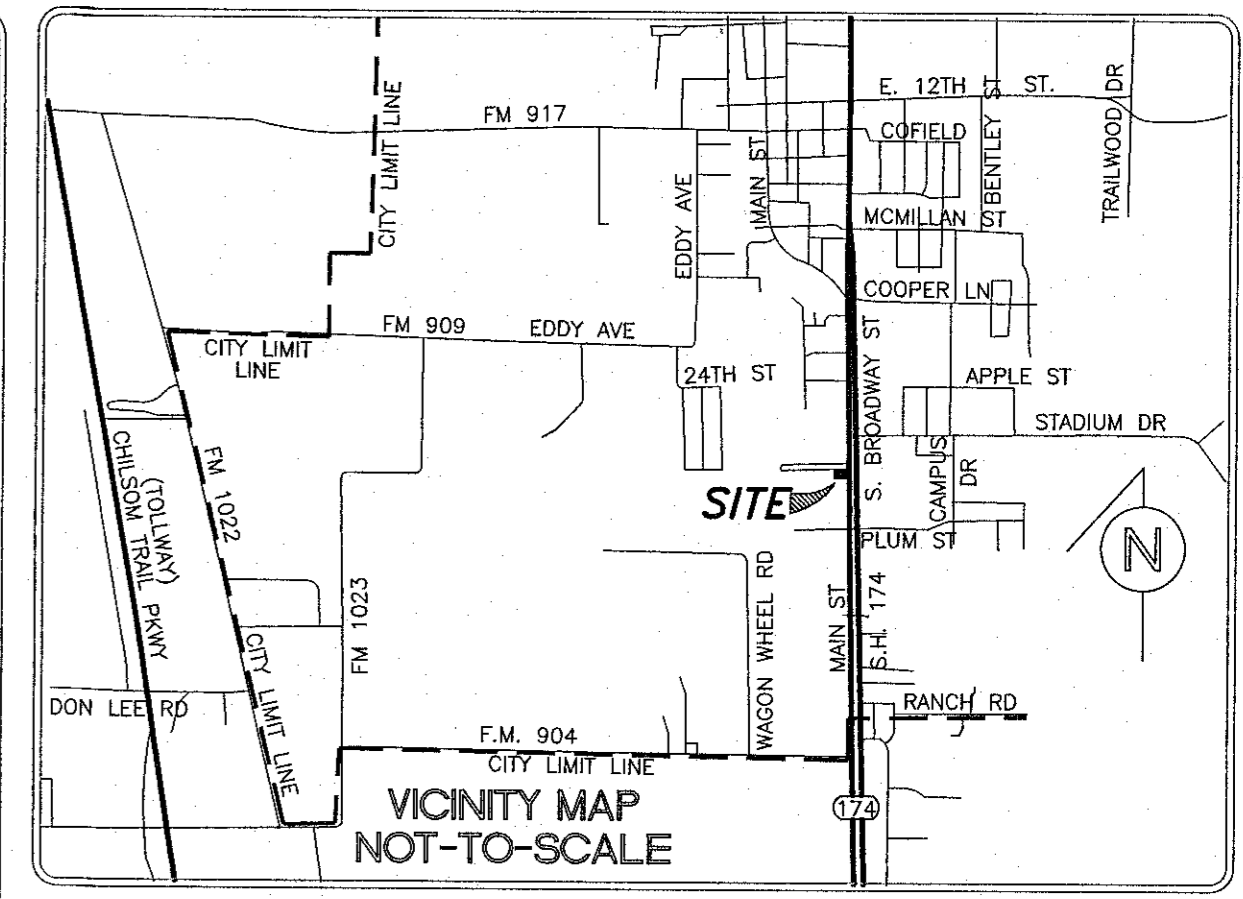 CITY LIMIT LINE
FM 917
E. 12TH ST.
COFIELD
BENTLEY ST
TRAILWOOD DR
MAIN ST
EDDY AVE
MCMILLAN ST
COOPER LN
FM 909
EDDY AVE
CITY LIMIT
LINE
24TH ST
S. BROADWAY ST
APPLE ST
STADIUM DR
CAMPUS
DR
FM 1022
(TOLLWAY)
CHILSOM TRAIL PKWY
SITE
PLUM ST
N
FM 1023
WAGON WHEEL RD
MAIN ST
S.H. 174
CITY LIMIT LINE
DON LEE RD
RANCH RD
F.M. 904
CITY LIMIT LINE
174
VICINITY MAP
NOT-TO-SCALE